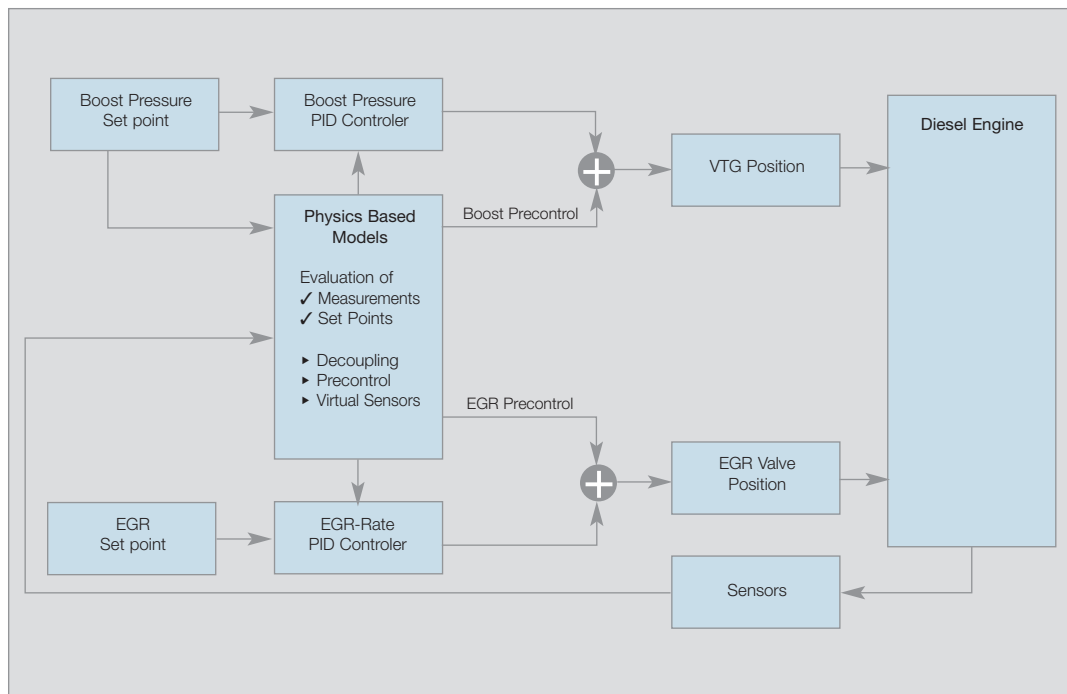 Boost Pressure
Set point
Boost Pressure
PID Controler
Diesel Engine
VTG Position
Physics Based
Models
Boost Precontrol
Evaluation of
✓ Measurements
✓ Set Points
▸ Decoupling
▸ Precontrol
▸ Virtual Sensors
EGR Precontrol
EGR Valve
Position
EGR
Set point
EGR-Rate
PID Controler
Sensors